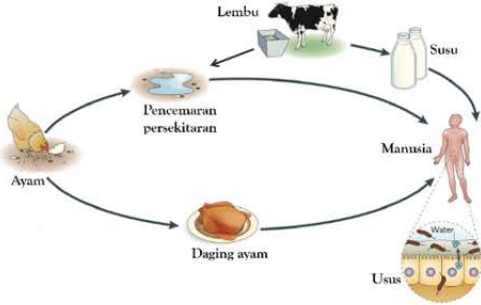 Lembu
Susu
Pencemaran
persekitaran
Manusia
Ayam
Daging ayam
Water
Usus